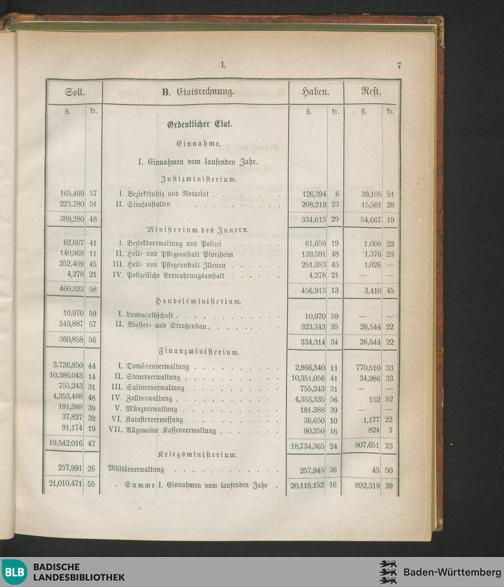 I. 7
Soll. B. Etatsrechnung. Haben. Rest.
fl. kr. fl. kr. fl. kr.
Ordentlicher Etat.
Einnahme.
I. Einnahmen vom laufenden Jahr.
Justizministerium.
165,499 57 I. Bezirksjustiz und Notariat 126,394 6 39,105 51
223,780 51 II. Strafanstalten 208,219 23 15,561 28
389,280 48 334,613 29 54,667 19
Ministerium des Innern.
62,667 41 I. Bezirksverwaltung und Polizei 61,659 19 1,008 22
140,968 11 II. Heil- und Pflegeanstalt Pforzheim 139,591 48 1,376 23
252,409 45 III. Heil- und Pflegeanstalt Illenau 251,383 45 1,026 —
4,278 21 IV. Polizeiliche Verwahrungsanstalt 4,278 21 — —
460,323 58 456,913 13 3,410 45
Handelsministerium.
10,970 59 I. Landwirthschaft 10,970 59 — —
349,887 57 II. Wasser- und Straßenbau 323,343 35 26,544 22
360,858 56 334,314 34 26,544 22
Finanzministerium.
3,736,850 44 I. Domänenverwaltung 2,966,340 11 770,510 33
10,386,043 14 II. Steuerverwaltung 10,351,056 41 34,986 33
755,243 31 III. Salinenverwaltung 755,243 31 — —
4,353,488 48 IV. Zollverwaltung 4,353,335 56 152 52
181,388 39 V. Münzverwaltung 181,388 39 — —
37,827 32 VI. Katastervermessung 36,650 10 1,177 22
91,174 19 VII. Allgemeine Kassenverwaltung 90,350 16 824 3
19,542,016 47 18,734,365 24 807,651 23
Kriegsministerium.
257,991 26 Militärverwaltung 257,945 36 45 50
21,010,471 55 Summe I. Einnahmen vom laufenden Jahr 20,118,152 16 892,319 39
BLB BADISCHE
LANDESBIBLIOTHEK
Baden-Württemberg